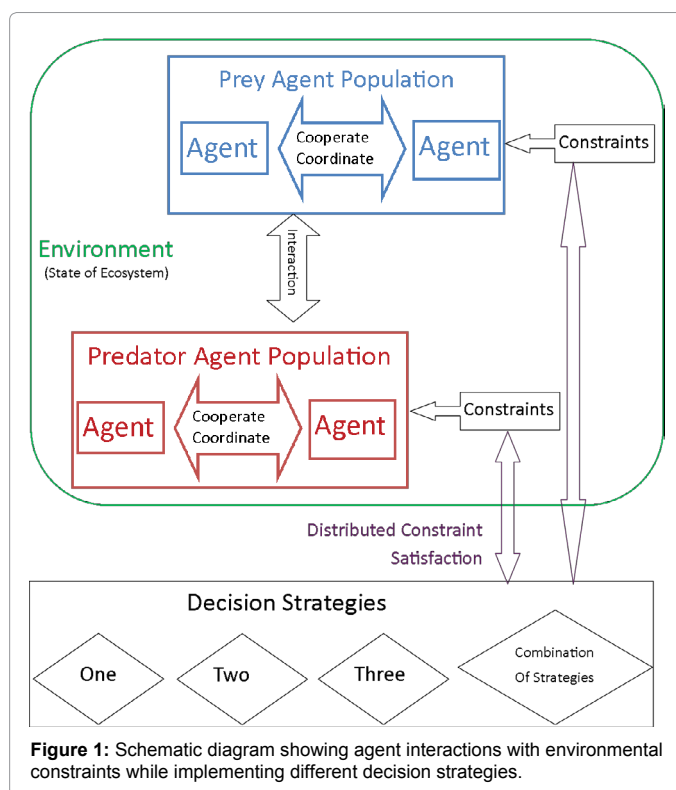 Prey Agent Population
Agent
Cooperate
Coordinate
Agent
Constraints
Interaction
Environment
(State of Ecosystem)
Predator Agent Population
Agent
Cooperate
Coordinate
Agent
Constraints
Distributed Constraint
Satisfaction
Decision Strategies
One
Two
Three
Combination
Of Strategies
Figure 1: Schematic diagram showing agent interactions with environmental
constraints while implementing different decision strategies.